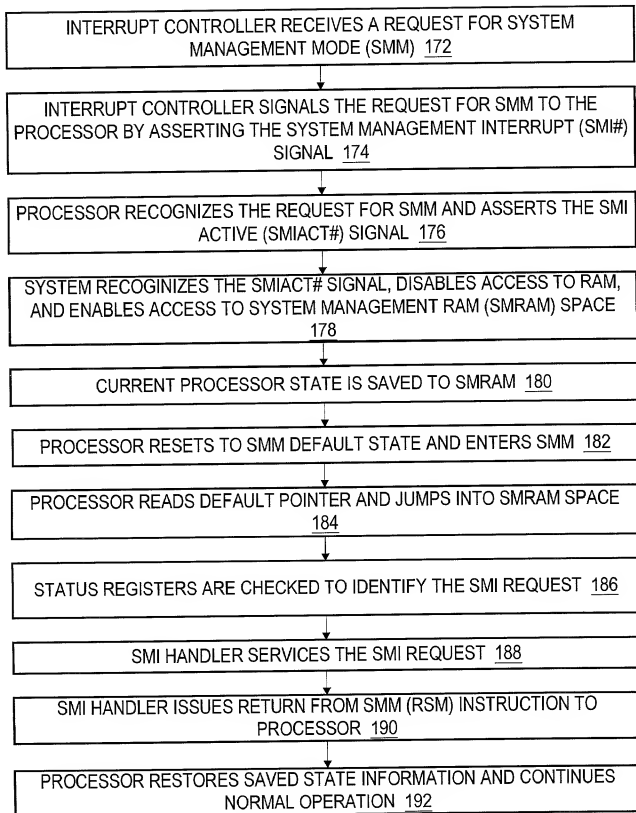 INTERRUPT CONTROLLER RECEIVES A REQUEST FOR SYSTEM
MANAGEMENT MODE (SMM) 172
INTERRUPT CONTROLLER SIGNALS THE REQUEST FOR SMM TO THE
PROCESSOR BY ASSERTING THE SYSTEM MANAGEMENT INTERRUPT (SMI#)
SIGNAL 174
PROCESSOR RECOGNIZES THE REQUEST FOR SMM AND ASSERTS THE SMI
ACTIVE (SMIACT#) SIGNAL 176
SYSTEM RECOGINIZES THE SMIACT# SIGNAL, DISABLES ACCESS TO RAM,
AND ENABLES ACCESS TO SYSTEM MANAGEMENT RAM (SMRAM) SPACE
178
CURRENT PROCESSOR STATE IS SAVED TO SMRAM 180
PROCESSOR RESETS TO SMM DEFAULT STATE AND ENTERS SMM 182
PROCESSOR READS DEFAULT POINTER AND JUMPS INTO SMRAM SPACE
184
STATUS REGISTERS ARE CHECKED TO IDENTIFY THE SMI REQUEST 186
SMI HANDLER SERVICES THE SMI REQUEST 188
SMI HANDLER ISSUES RETURN FROM SMM (RSM) INSTRUCTION TO
PROCESSOR 190
PROCESSOR RESTORES SAVED STATE INFORMATION AND CONTINUES
NORMAL OPERATION 192